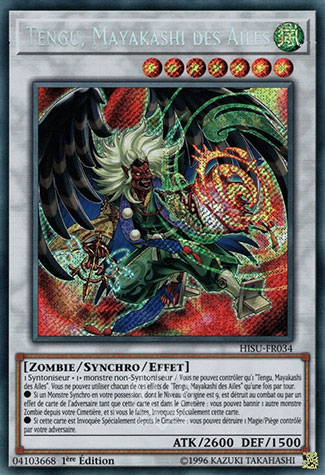 Tengu, Mayakashi des Ailes
風
HISU-FR034
[Zombie/Synchro/Effet]
1 Syntoniseur + 1+ monstre non-Syntoniseur / Vous ne pouvez contrôler qu'1 "Tengu, Mayakashi
des Ailes". Vous ne pouvez utiliser chacun de ces effets de "Tengu, Mayakashi des Ailes" qu'une fois par tour.
● Si un Monstre Synchro en votre possession, dont le Niveau d'origine est 9, est détruit au combat ou par un
effet de carte de l'adversaire tant que cette carte est dans le Cimetière : vous pouvez bannir 1 autre monstre
Zombie depuis votre Cimetière, et si vous le faites, Invoquez Spécialement cette carte.
● Si cette carte est Invoquée Spécialement depuis le Cimetière : vous pouvez détruire 1 Magie/Piège contrôlé
par votre adversaire.
ATK/2600 DEF/1500
04103668 1ère Édition
©1996 KAZUKI TAKAHASHI